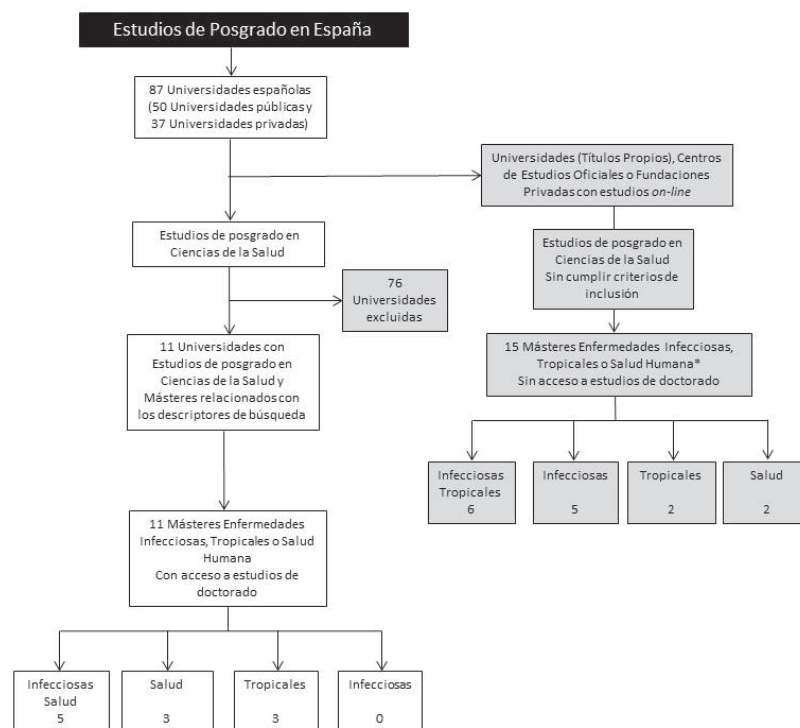 Estudios de Posgrado en España
87 Universidades españolas
(50 Universidades públicas y
37 Universidades privadas)
Universidades (Títulos Propios), Centros
de Estudios Oficiales o Fundaciones
Privadas con estudios on-line
Estudios de posgrado en
Ciencias de la Salud
Estudios de posgrado en
Ciencias de la Salud
Sin cumplir criterios de
inclusión
76
Universidades
excluidas
11 Universidades con
Estudios de posgrado en
Ciencias de la Salud y
Másteres relacionados con
los descriptores de búsqueda
15 Másteres Enfermedades Infecciosas,
Tropicales o Salud Humana*
Sin acceso a estudios de doctorado
Infecciosas
Tropicales
6
Infecciosas
5
Tropicales
2
Salud
2
11 Másteres Enfermedades
Infecciosas, Tropicales o Salud
Humana
Con acceso a estudios de
doctorado
Infecciosas
Salud
5
Salud
3
Tropicales
3
Infecciosas
0